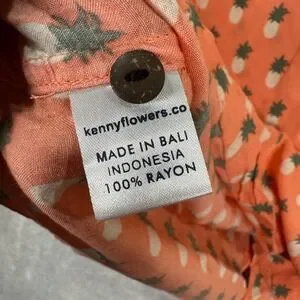 kennyflowers.co
MADE IN BALI
INDONESIA
100% RAYON